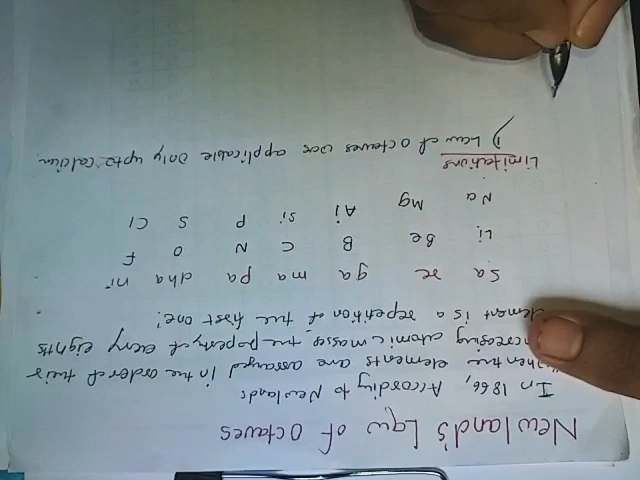 Newland's Law of Octaves
In 1866, According to Newlands
"When the elements are arranged in the order of their
increasing atomic masses, the property of every eights
element is a repetition of the first one".
Sa re ga ma pa dha ni
Li Be B C N O F
Na Mg Al Si P S Cl
Limitations
1) Law of Octaves was applicable Only upto calcium